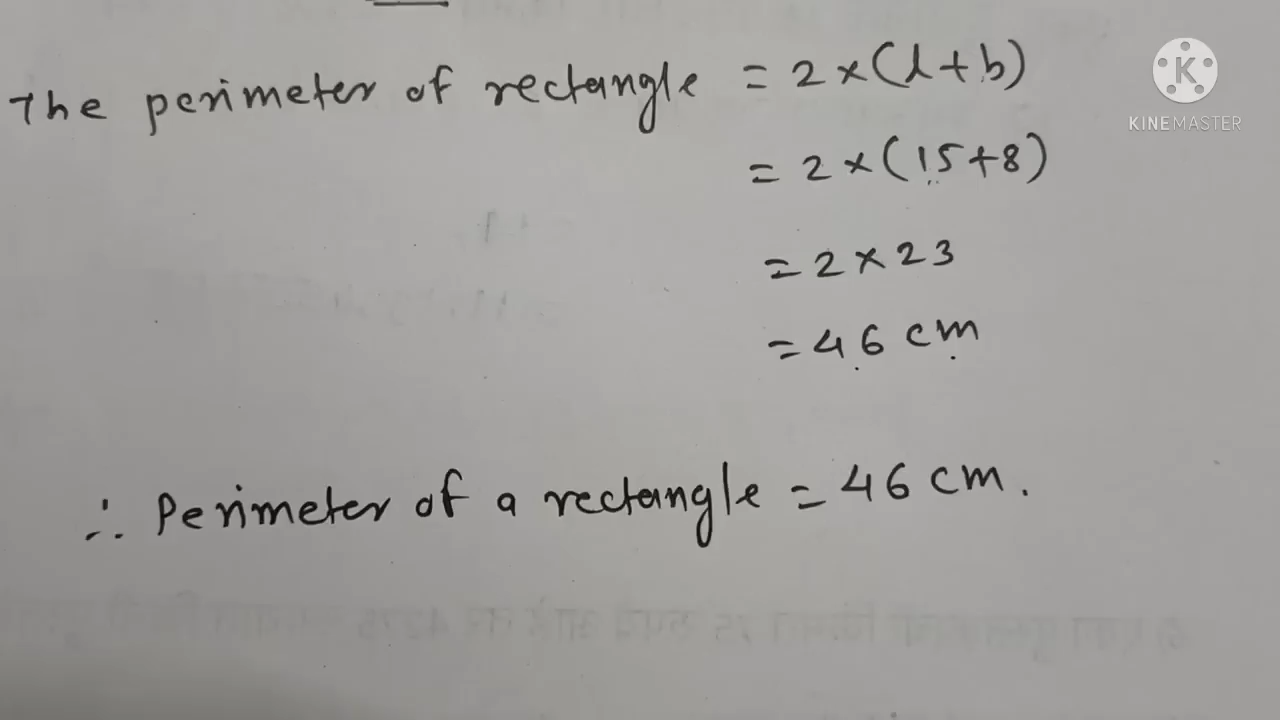 The perimeter of rectangle = 2 × (l + b)
= 2 × (15 + 8)
= 2 × 23
= 46 cm
∴ Perimeter of a rectangle = 46 cm.
K
KINEMASTER